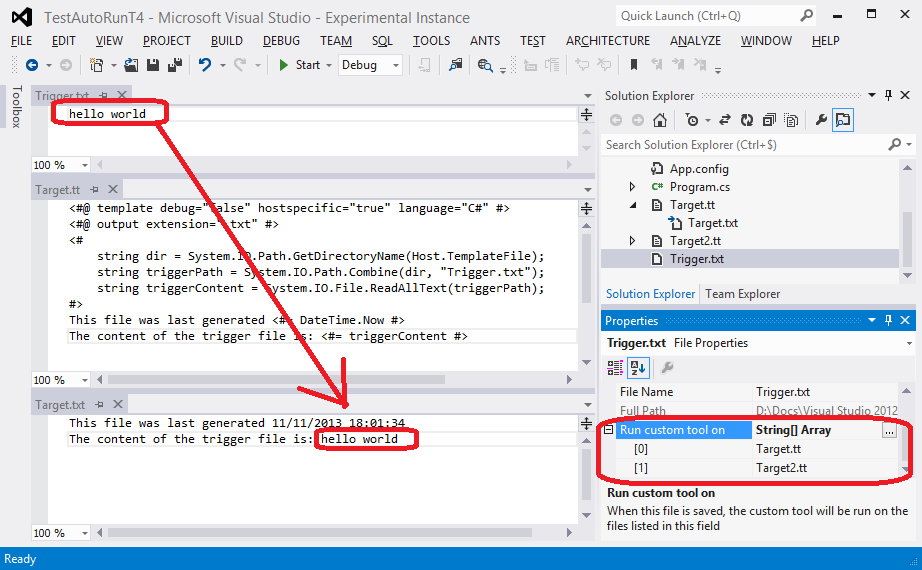 TestAutoRunT4 - Microsoft Visual Studio - Experimental Instance
Quick Launch (Ctrl+Q)
FILE EDIT VIEW PROJECT BUILD DEBUG TEAM SQL TOOLS ANTS TEST ARCHITECTURE ANALYZE WINDOW HELP
Start Debug
Toolbox
Trigger.txt
hello world
100 %
Target.tt
<#@ template debug="false" hostspecific="true" language="C#" #>
<#@ output extension=".txt" #>
<#
string dir = System.IO.Path.GetDirectoryName(Host.TemplateFile);
string triggerPath = System.IO.Path.Combine(dir, "Trigger.txt");
string triggerContent = System.IO.File.ReadAllText(triggerPath);
#>
This file was last generated <#= DateTime.Now #>
The content of the trigger file is: <#= triggerContent #>
100 %
Target.txt
This file was last generated 11/11/2013 18:01:34
The content of the trigger file is: hello world
100 %
Solution Explorer
Search Solution Explorer (Ctrl+$)
App.config
C# Program.cs
Target.tt
Target.txt
Target2.tt
Trigger.txt
Solution Explorer Team Explorer
Properties
Trigger.txt File Properties
File Name Trigger.txt
Full Path D:\Docs\Visual Studio 2012
Run custom tool on String[] Array ...
[0] Target.tt
[1] Target2.tt
Run custom tool on
When this file is saved, the custom tool will be run on the
files listed in this field
Ready